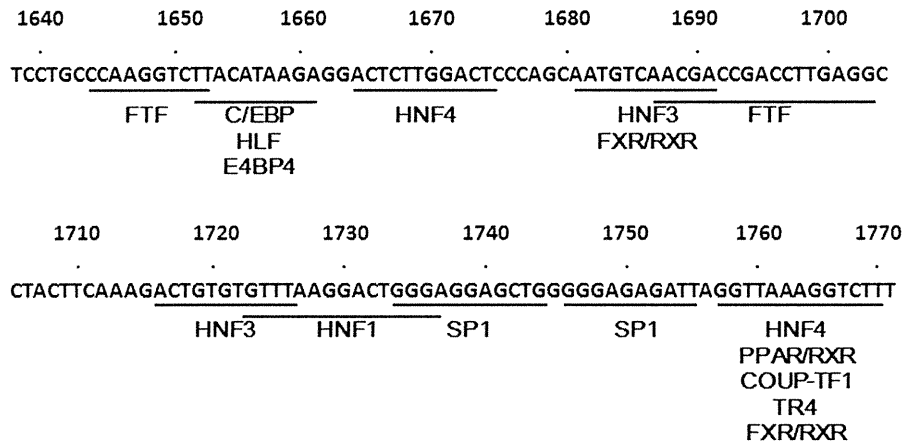 1640 1650 1660 1670 1680 1690 1700
TCCTGCCCAAGGTCTTACATAAGAGGACTCTTGGACTCCCAGCAATGTCAACGACCGACCTTGAGGC
FTF C/EBP HNF4 HNF3 FTF
HLF FXR/RXR
E4BP4
1710 1720 1730 1740 1750 1760 1770
CTACTTCAAAGACTGTGTGTTTAAGGACTGGGAGGAGCTGGGGGAGAGATTAGGTTAAAGGTCTTT
HNF3 HNF1 SP1 SP1 HNF4
PPAR/RXR
COUP-TF1
TR4
FXR/RXR